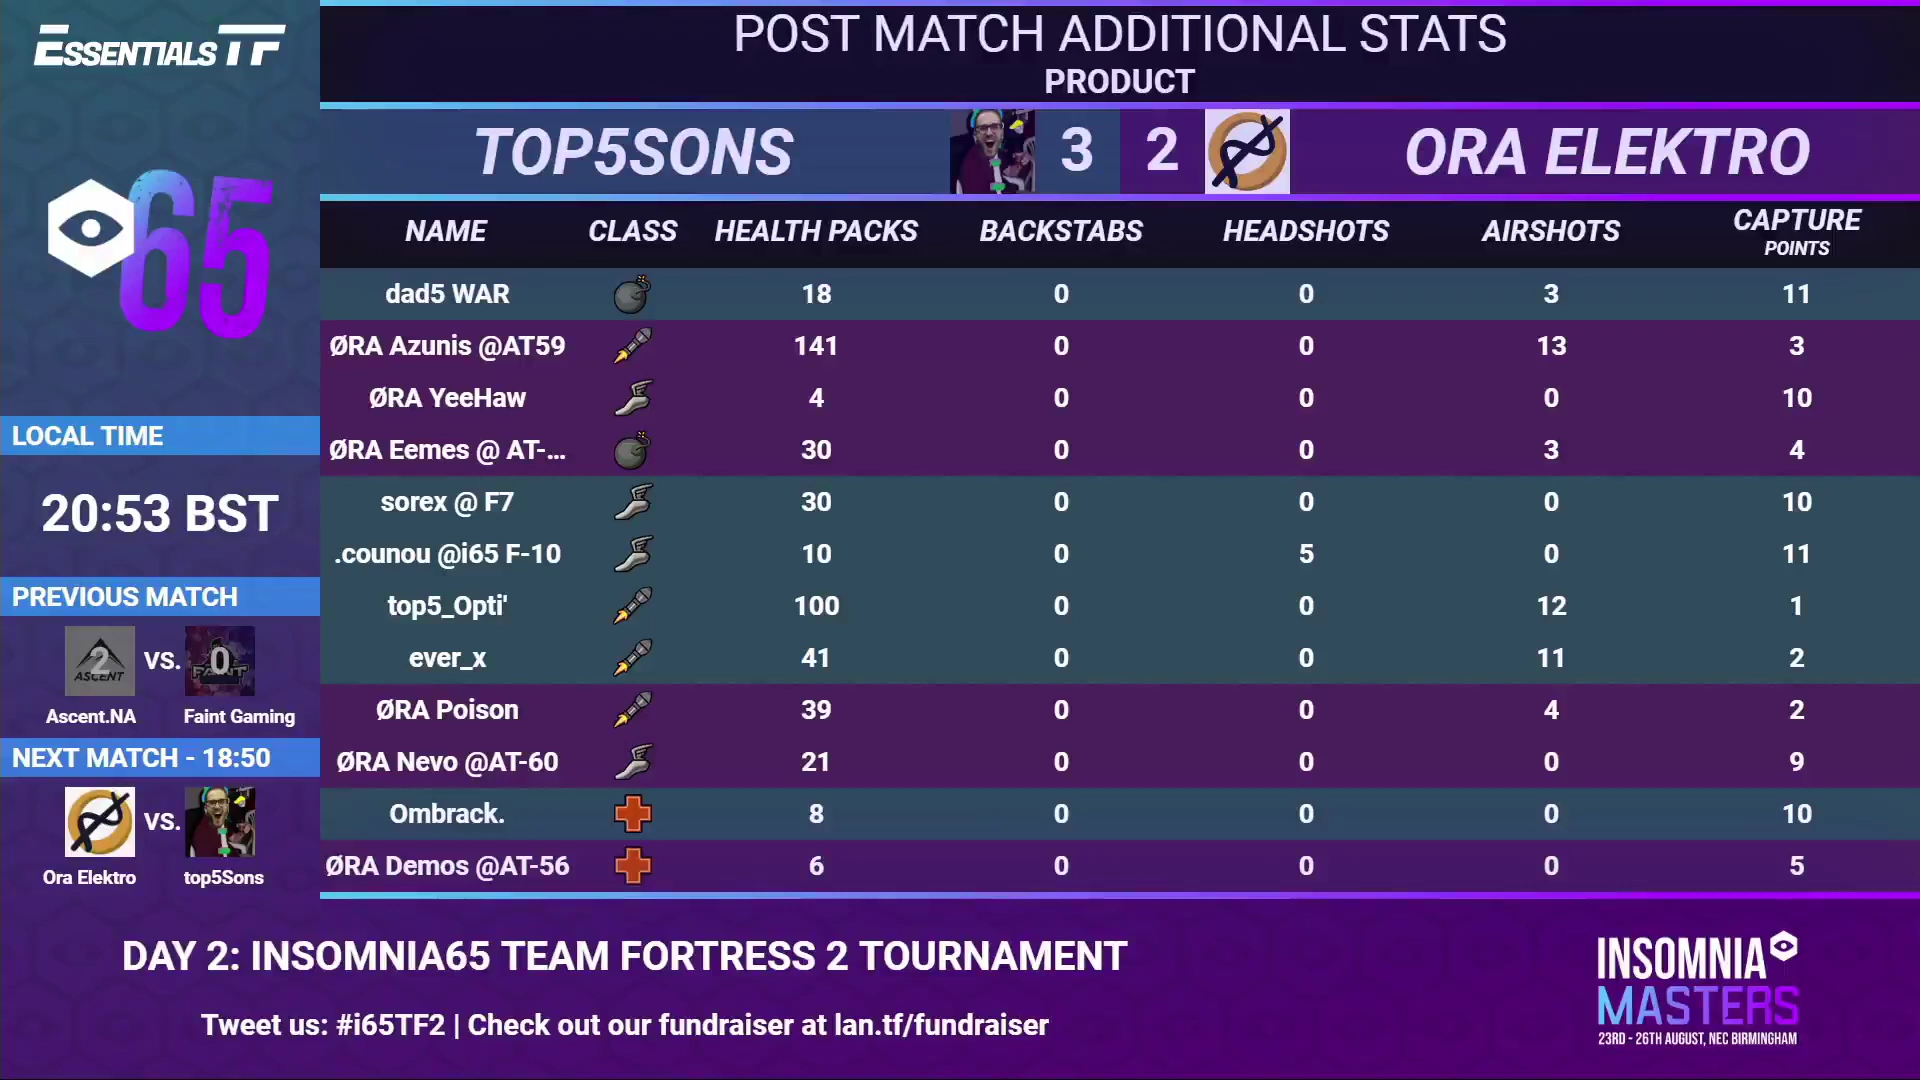 ESSENTIALS TF
65
LOCAL TIME
20:53 BST
PREVIOUS MATCH
2 VS. 0
ASCENT FAINT
Ascent.NA Faint Gaming
NEXT MATCH - 18:50
VS.
Ora Elektro top5Sons
POST MATCH ADDITIONAL STATS
PRODUCT
TOP5SONS 3 2 ORA ELEKTRO
NAME CLASS HEALTH PACKS BACKSTABS HEADSHOTS AIRSHOTS CAPTURE POINTS
dad5 WAR 18 0 0 3 11
ØRA Azunis @AT59 141 0 0 13 3
ØRA YeeHaw 4 0 0 0 10
ØRA Eemes @ AT-... 30 0 0 3 4
sorex @ F7 30 0 0 0 10
.counou @i65 F-10 10 0 5 0 11
top5_Opti' 100 0 0 12 1
ever_x 41 0 0 11 2
ØRA Poison 39 0 0 4 2
ØRA Nevo @AT-60 21 0 0 0 9
Ombrack. 8 0 0 0 10
ØRA Demos @AT-56 6 0 0 0 5
DAY 2: INSOMNIA65 TEAM FORTRESS 2 TOURNAMENT
Tweet us: #i65TF2 | Check out our fundraiser at lan.tf/fundraiser
INSOMNIA
MASTERS
23RD - 26TH AUGUST, NEC BIRMINGHAM